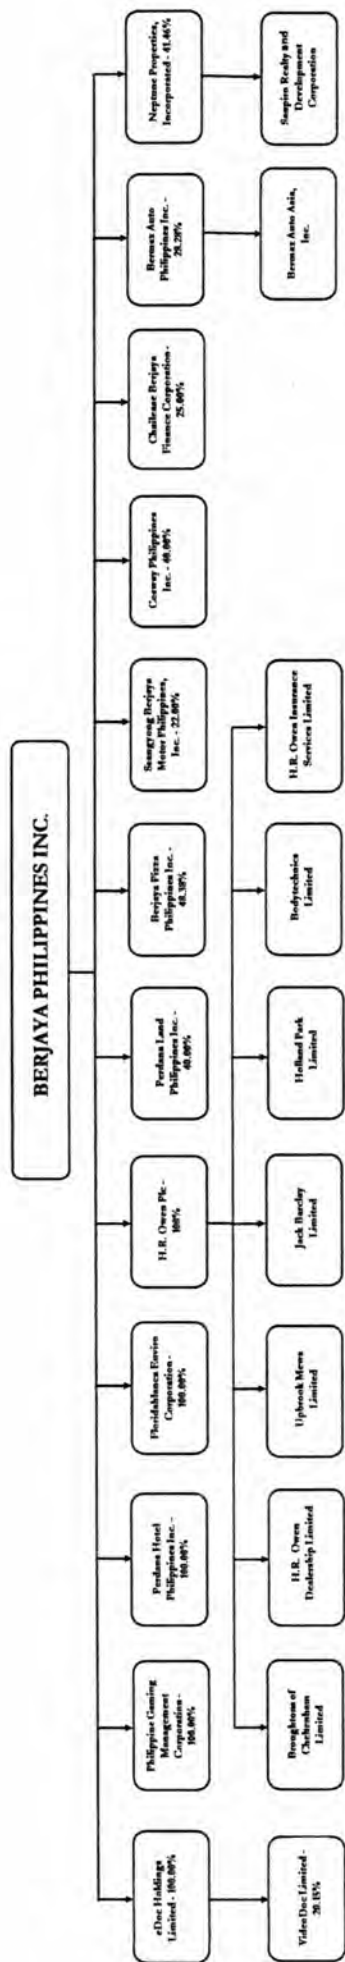 BERJAYA PHILIPPINES INC.
eDoc Holdings
Limited - 100.00%
Philippine Gaming
Management
Corporation -
100.00%
Perdana Hotel
Philippines Inc. -
100.00%
Floridablanca Enviro
Corporation -
100.00%
H.R. Owen Plc -
100%
Perdana Land
Philippines Inc. -
40.00%
Berjaya Pizza
Philippines Inc. -
48.38%
Ssangyong Berjaya
Motor Philippines,
Inc. - 22.00%
Cosway Philippines
Inc. - 40.00%
Chailease Berjaya
Finance Corporation -
25.00%
Bermaz Auto
Philippines Inc. -
28.28%
Neptune Properties,
Incorporated - 41.46%
VideoDoc Limited -
20.15%
Broughtons of
Cheltenham
Limited
H.R. Owen
Dealership Limited
Upbrook Mews
Limited
Jack Barclay
Limited
Holland Park
Limited
Bodytechnics
Limited
H.R. Owen Insurance
Services Limited
Bermaz Auto Asia,
Inc.
Sanpiro Realty and
Development
Corporation